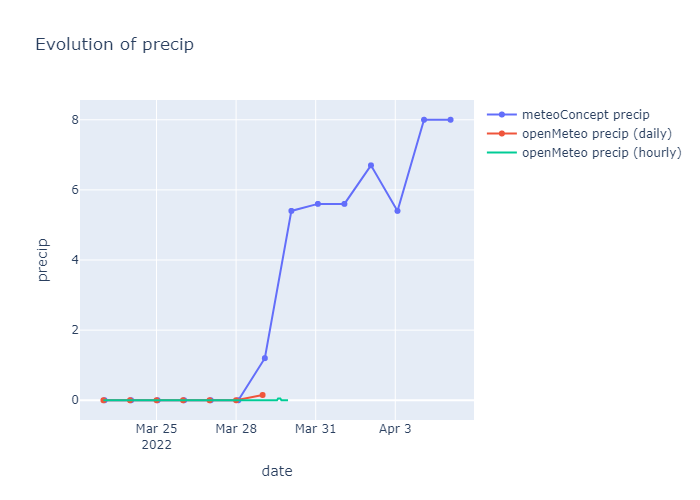 Evolution of precip
meteoConcept precip
openMeteo precip (daily)
openMeteo precip (hourly)
8
6
4
2
0
precip
Mar 25
2022
Mar 28
Mar 31
Apr 3
date